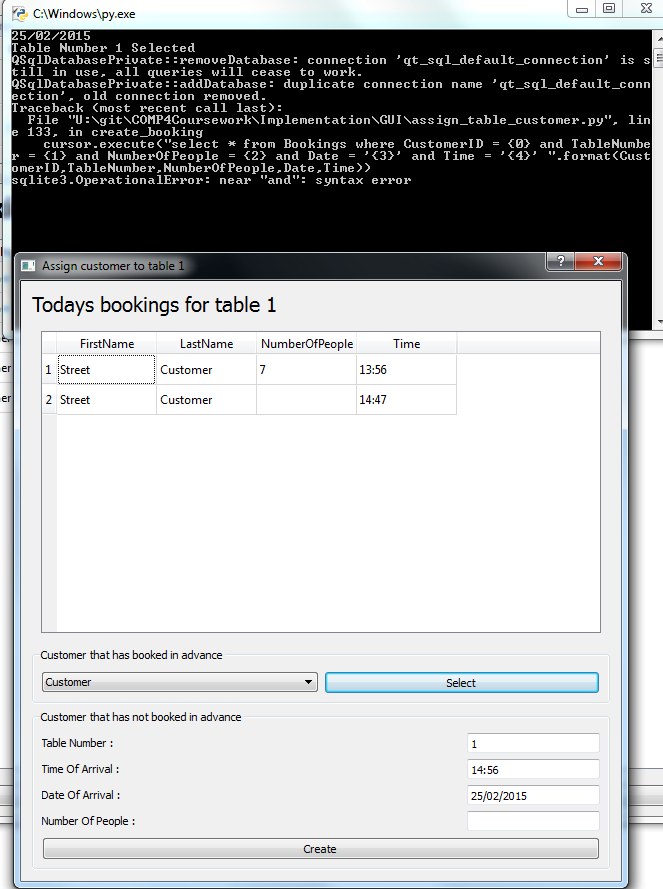 C:\Windows\py.exe
25/02/2015
Table Number 1 Selected
QSqlDatabasePrivate::removeDatabase: connection 'qt_sql_default_connection' is s
till in use, all queries will cease to work.
QSqlDatabasePrivate::addDatabase: duplicate connection name 'qt_sql_default_conn
ection', old connection removed.
Traceback (most recent call last):
  File "U:\git\COMP4Coursework\Implementation\GUI\assign_table_customer.py", lin
e 133, in create_booking
    cursor.execute("select * from Bookings where CustomerID = {0} and TableNumbe
r = {1} and NumberOfPeople = {2} and Date = '{3}' and Time = '{4}' ".format(Cust
omerID,TableNumber,NumberOfPeople,Date,Time))
sqlite3.OperationalError: near "and": syntax error
Assign customer to table 1
Todays bookings for table 1
FirstName LastName NumberOfPeople Time
1 Street Customer 7 13:56
2 Street Customer 14:47
Customer that has booked in advance
Customer Select
Customer that has not booked in advance
Table Number : 1
Time Of Arrival : 14:56
Date Of Arrival : 25/02/2015
Number Of People :
Create